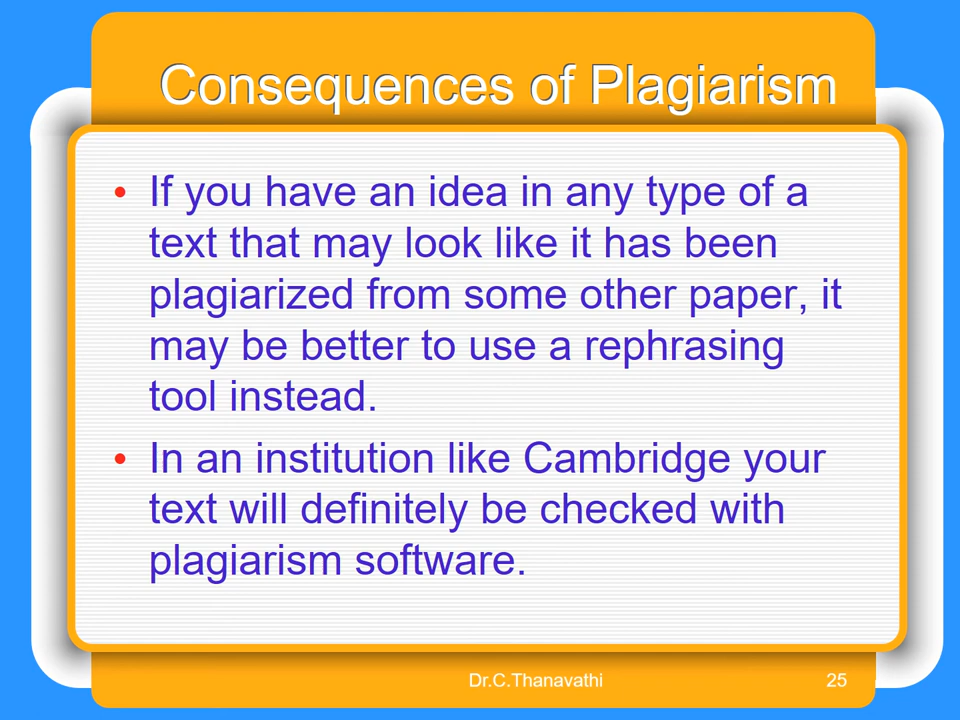 Consequences of Plagiarism
• If you have an idea in any type of a
text that may look like it has been
plagiarized from some other paper, it
may be better to use a rephrasing
tool instead.
• In an institution like Cambridge your
text will definitely be checked with
plagiarism software.
Dr.C.Thanavathi 25